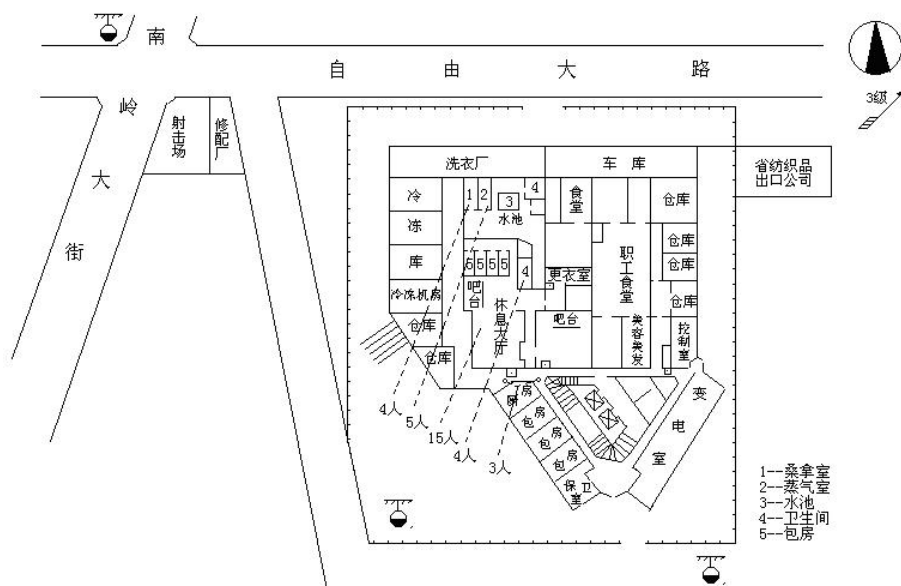 南
岭
大
街
自由大路
3级
射击场
修配厂
洗衣厂
车库
省纺织品
出口公司
冷
冻
库
1
2
3
水池
4
食堂
仓库
职工食堂
仓库
仓库
5
5
5
5
4
更衣室
冷冻机房
吧台
休息大厅
仓库
吧台
美容美发
控制室
仓库
仓库
4人
5人
15人
4人
3人
厨房
包房
包房
包房
保卫室
变
电
室
1--桑拿室
2--蒸气室
3--水池
4--卫生间
5--包房